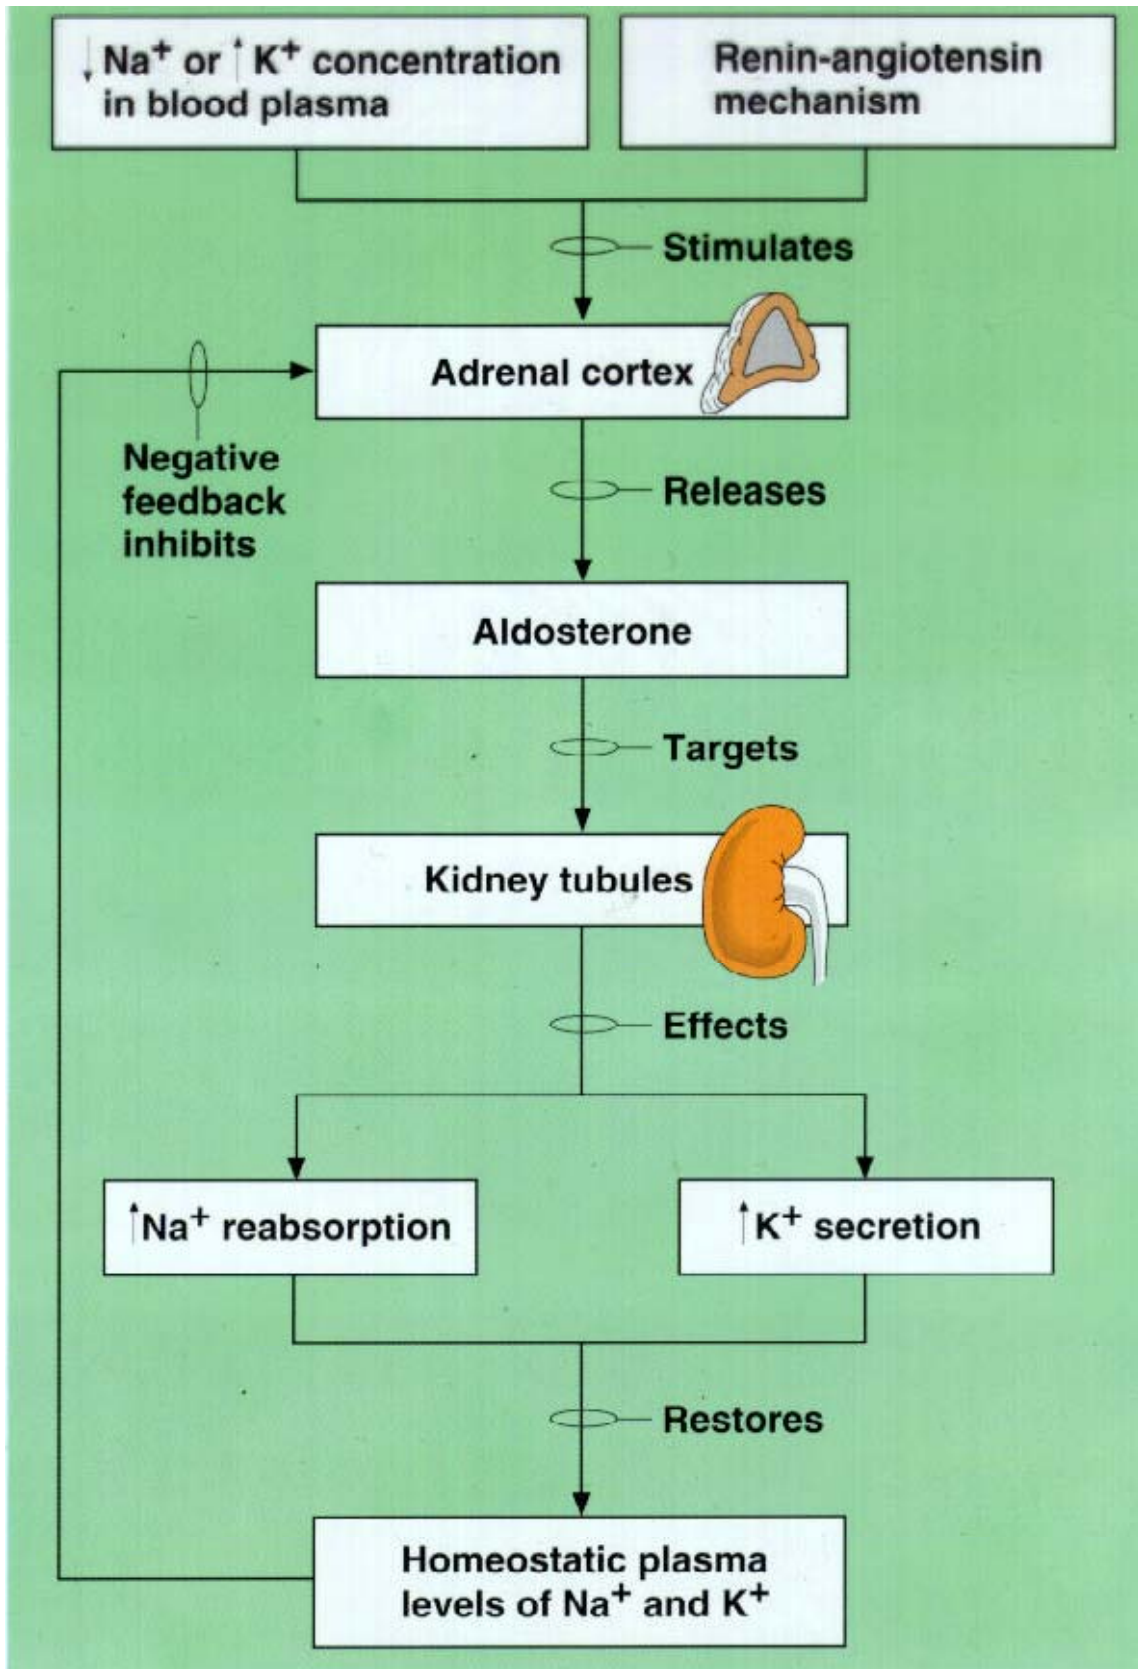 ↓Na⁺ or ↑K⁺ concentration
in blood plasma
Renin-angiotensin
mechanism
Stimulates
Adrenal cortex
Negative
feedback
inhibits
Releases
Aldosterone
Targets
Kidney tubules
Effects
↑Na⁺ reabsorption
↑K⁺ secretion
Restores
Homeostatic plasma
levels of Na⁺ and K⁺